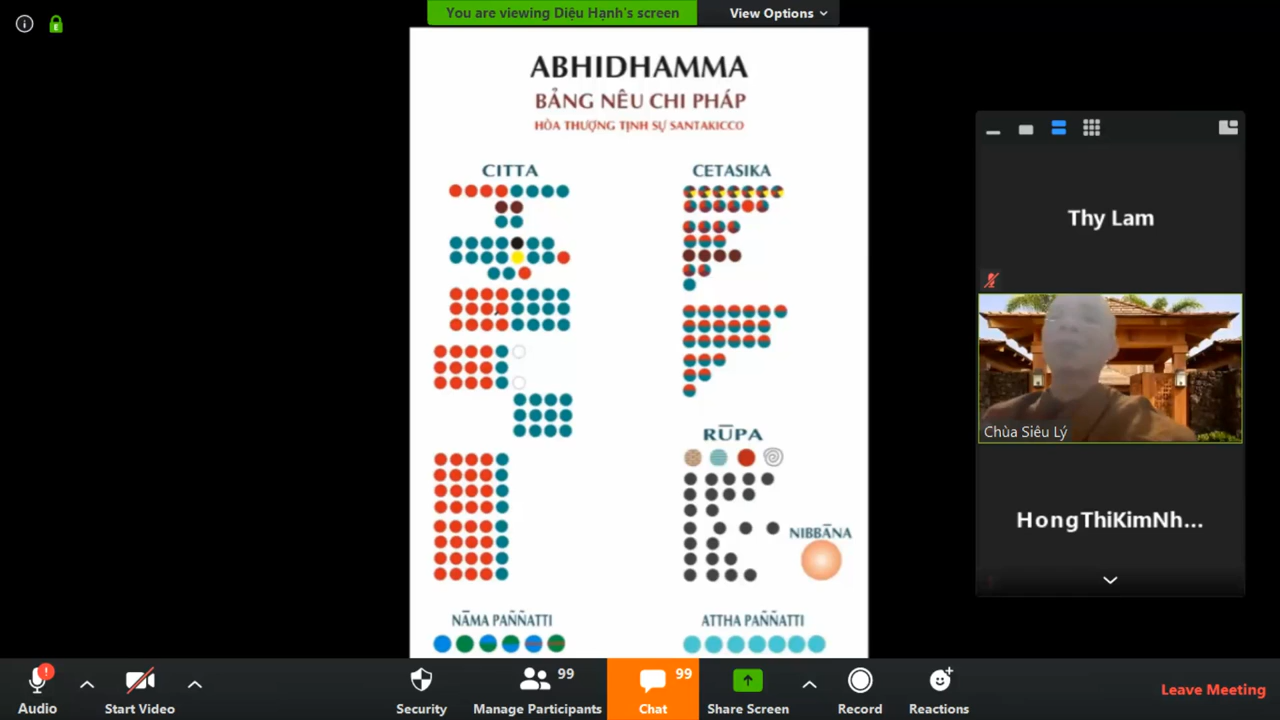 You are viewing Diệu Hạnh's screen
View Options
ABHIDHAMMA
BẢNG NÊU CHI PHÁP
HÒA THƯỢNG TỊNH SỰ SANTAKICCO
CITTA
CETASIKA
RŪPA
NIBBĀNA
NĀMA PAÑÑATTI
ATTHA PAÑÑATTI
Thy Lam
Chùa Siêu Lý
HongThiKimNh...
Audio
Start Video
Security
99
Manage Participants
99
Chat
Share Screen
Record
Reactions
Leave Meeting